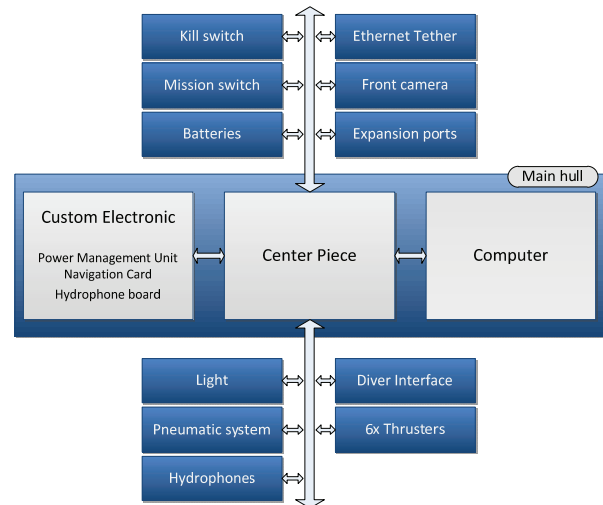 Kill switch
Ethernet Tether
Mission switch
Front camera
Batteries
Expansion ports
Main hull
Custom Electronic
Power Management Unit
Navigation Card
Hydrophone board
Center Piece
Computer
Light
Diver Interface
Pneumatic system
6x Thrusters
Hydrophones